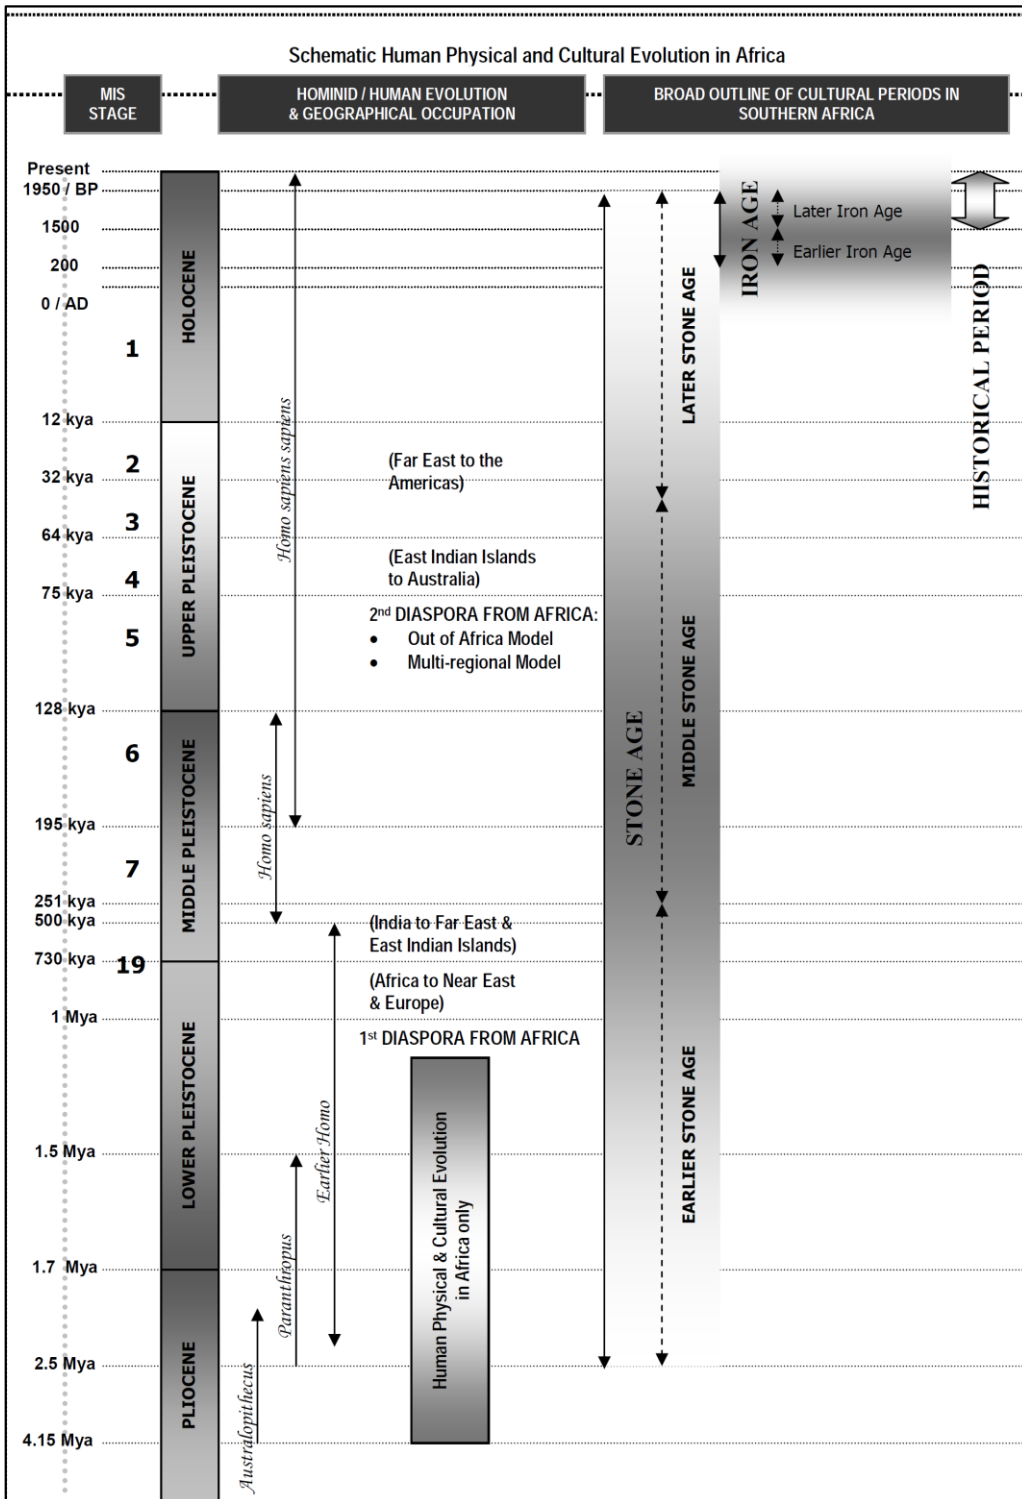 Schematic Human Physical and Cultural Evolution in Africa
MIS
STAGE
HOMINID / HUMAN EVOLUTION
& GEOGRAPHICAL OCCUPATION
BROAD OUTLINE OF CULTURAL PERIODS IN
SOUTHERN AFRICA
Present
1950 / BP
1500
200
0 / AD
1
12 kya
2
32 kya
3
64 kya
4
75 kya
5
128 kya
6
195 kya
7
251 kya
500 kya
730 kya
19
1 Mya
1.5 Mya
1.7 Mya
2.5 Mya
4.15 Mya
HOLOCENE
UPPER PLEISTOCENE
MIDDLE PLEISTOCENE
LOWER PLEISTOCENE
PLIOCENE
Homo sapiens sapiens
Homo sapiens
Earlier Homo
Paranthropus
Australopithecus
(Far East to the
Americas)
(East Indian Islands
to Australia)
2nd DIASPORA FROM AFRICA:
• Out of Africa Model
• Multi-regional Model
(India to Far East &
East Indian Islands)
(Africa to Near East
& Europe)
1st DIASPORA FROM AFRICA
Human Physical & Cultural Evolution
in Africa only
STONE AGE
LATER STONE AGE
MIDDLE STONE AGE
EARLIER STONE AGE
IRON AGE
Later Iron Age
Earlier Iron Age
HISTORICAL PERIOD